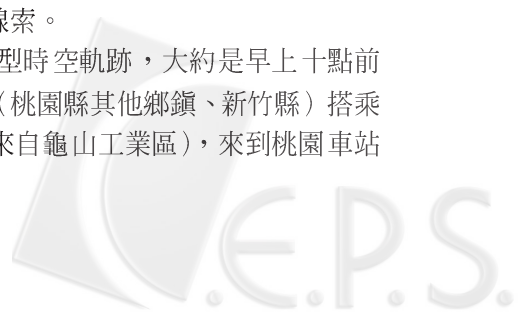 線索。
型時空軌跡，大約是早上十點前
（桃園縣其他鄉鎮、新竹縣）搭乘
來自龜山工業區），來到桃園車站
C.E.P.S.